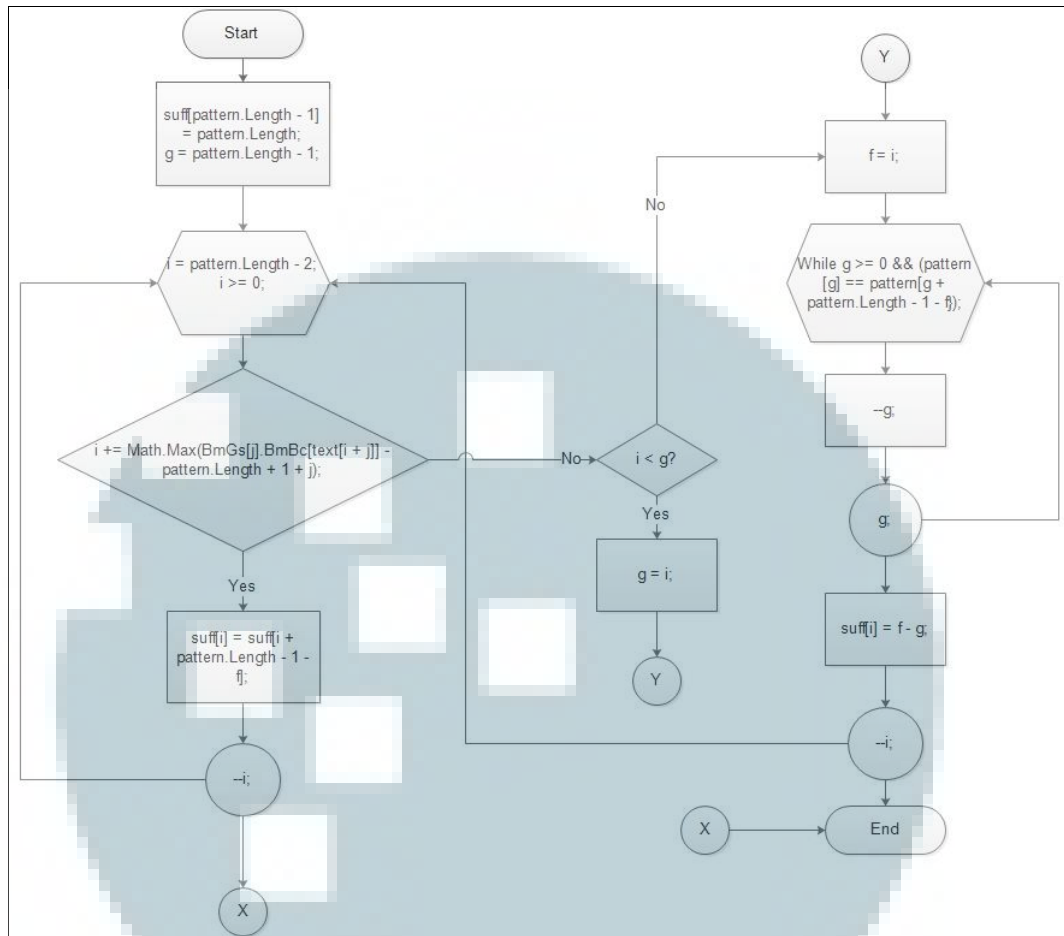 Start
suff[pattern.Length - 1]
= pattern.Length;
g = pattern.Length - 1;
i = pattern.Length - 2;
i >= 0;
i += Math.Max(BmGs[j].BmBc[text[i + j]] -
pattern.Length + 1 + j);
Yes
suff[i] = suff[i +
pattern.Length - 1 -
f];
--i;
X
No
i < g?
Yes
g = i;
Y
No
Y
f = i;
While g >= 0 && (pattern
[g] == pattern[g +
pattern.Length - 1 - f]);
--g;
g;
suff[i] = f - g;
--i;
X
End